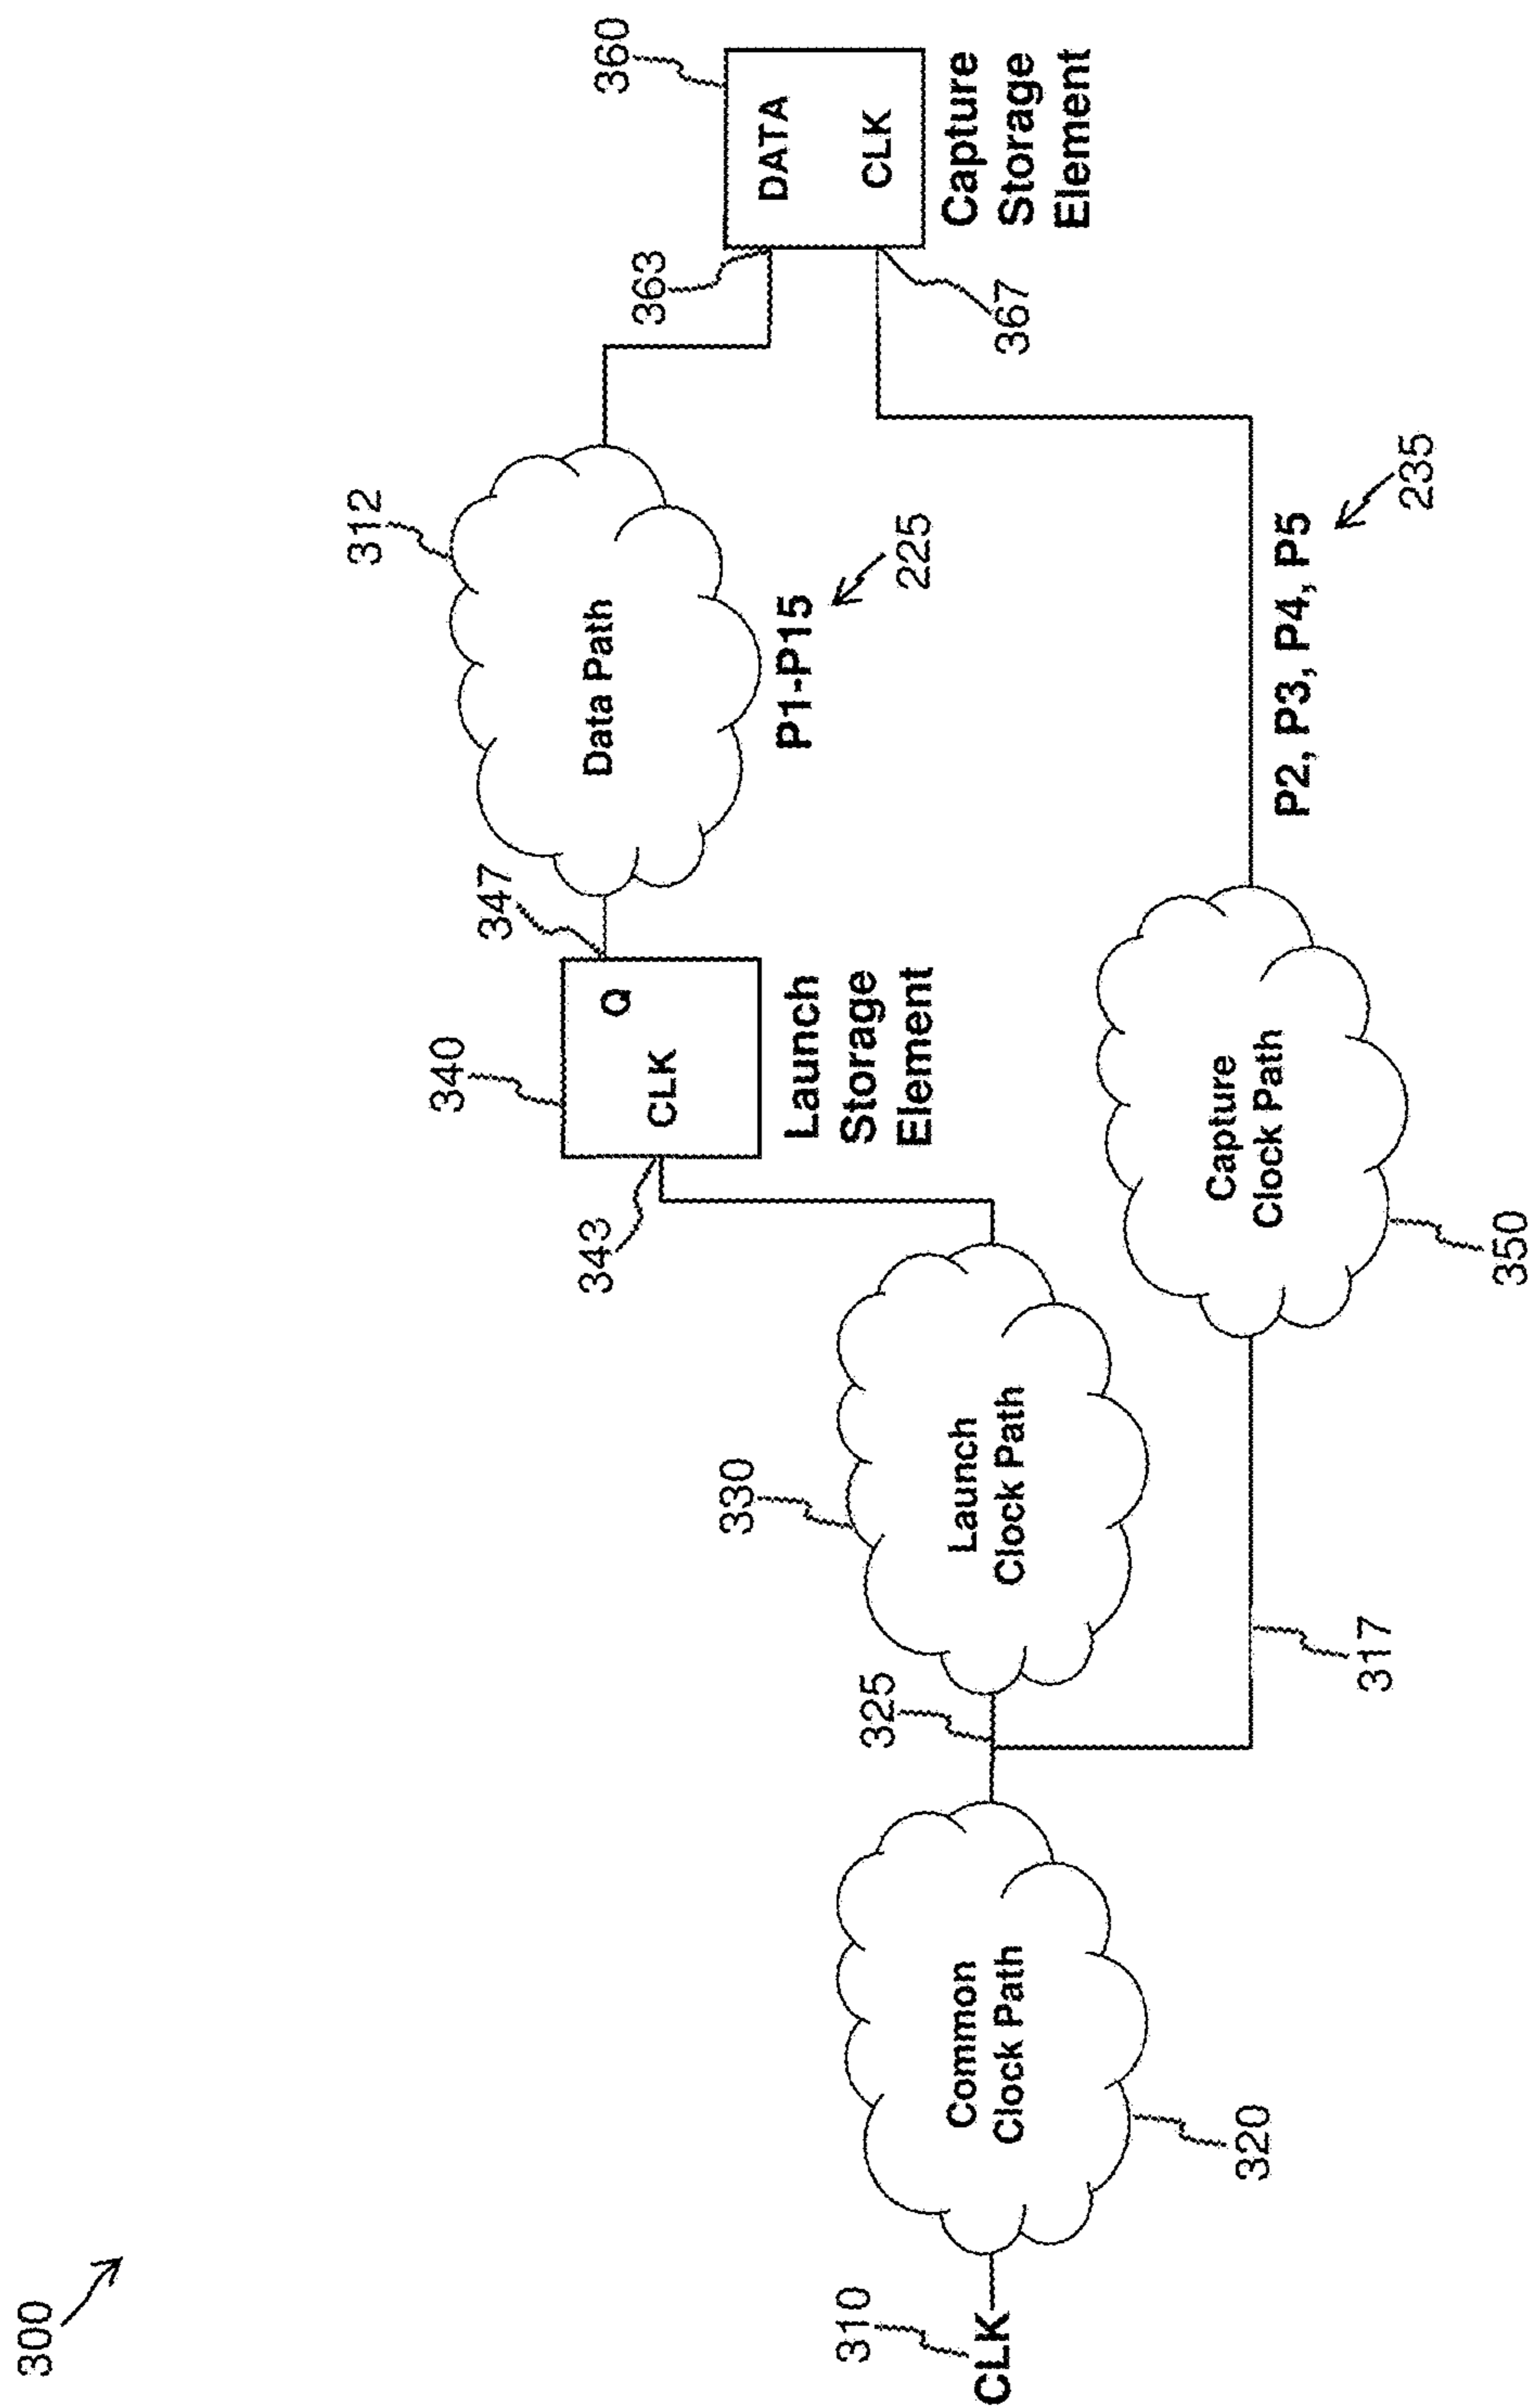 300
310
CLK
Common
Clock Path
320
325
317
330
Launch
Clock Path
343
340
CLK
Q
347
Launch
Storage
Element
Capture
Clock Path
350
312
Data Path
P1-P15
225
P2, P3, P4, P5
235
363
367
360
DATA
CLK
Capture
Storage
Element